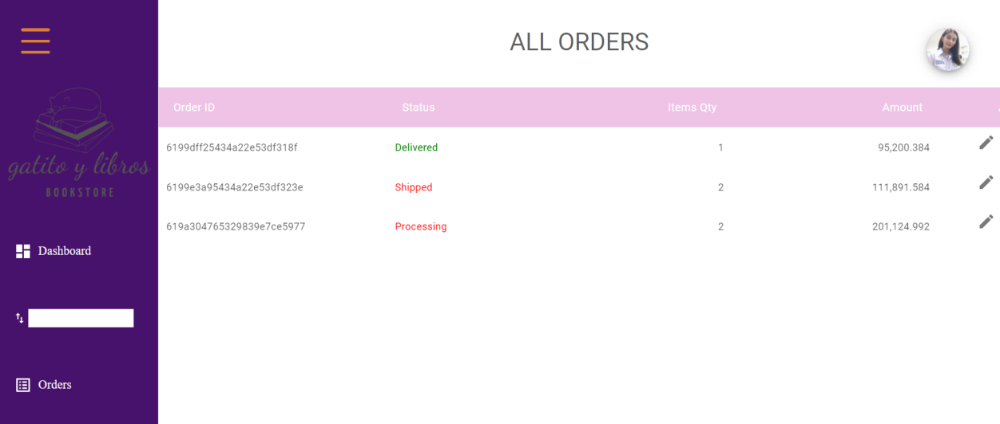 ALL ORDERS
gatito y libros
BOOKSTORE
Dashboard
Orders
Order ID Status Items Qty Amount
6199dff25434a22e53df318f Delivered 1 95,200.384
6199e3a95434a22e53df323e Shipped 2 111,891.584
619a304765329839e7ce5977 Processing 2 201,124.992